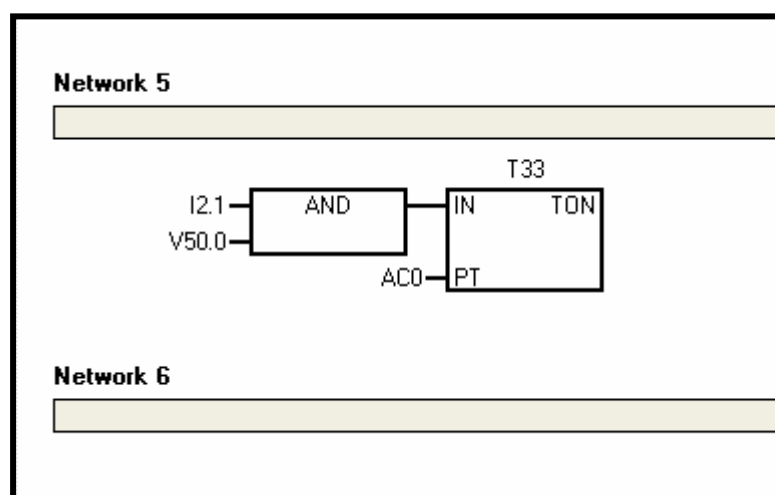 Network 5
T33
I2.1 AND IN TON
V50.0
AC0 PT
Network 6